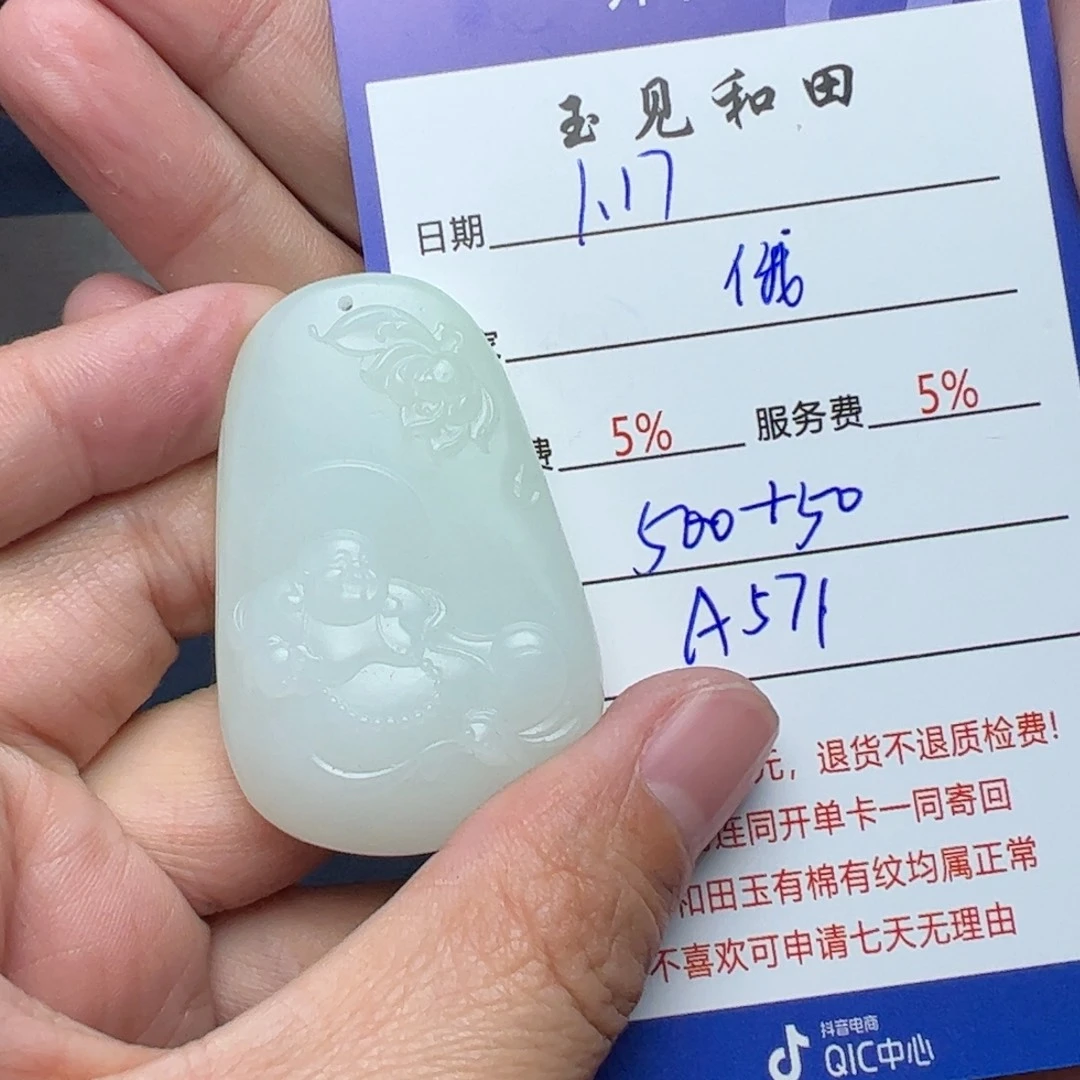 玉见和田
日期 1.17
俄
费 5% 服务费 5%
500+50
A571
元，退货不退质检费!
连同开单卡一同寄回
和田玉有棉有纹均属正常
不喜欢可申请七天无理由
抖音电商
QIC中心